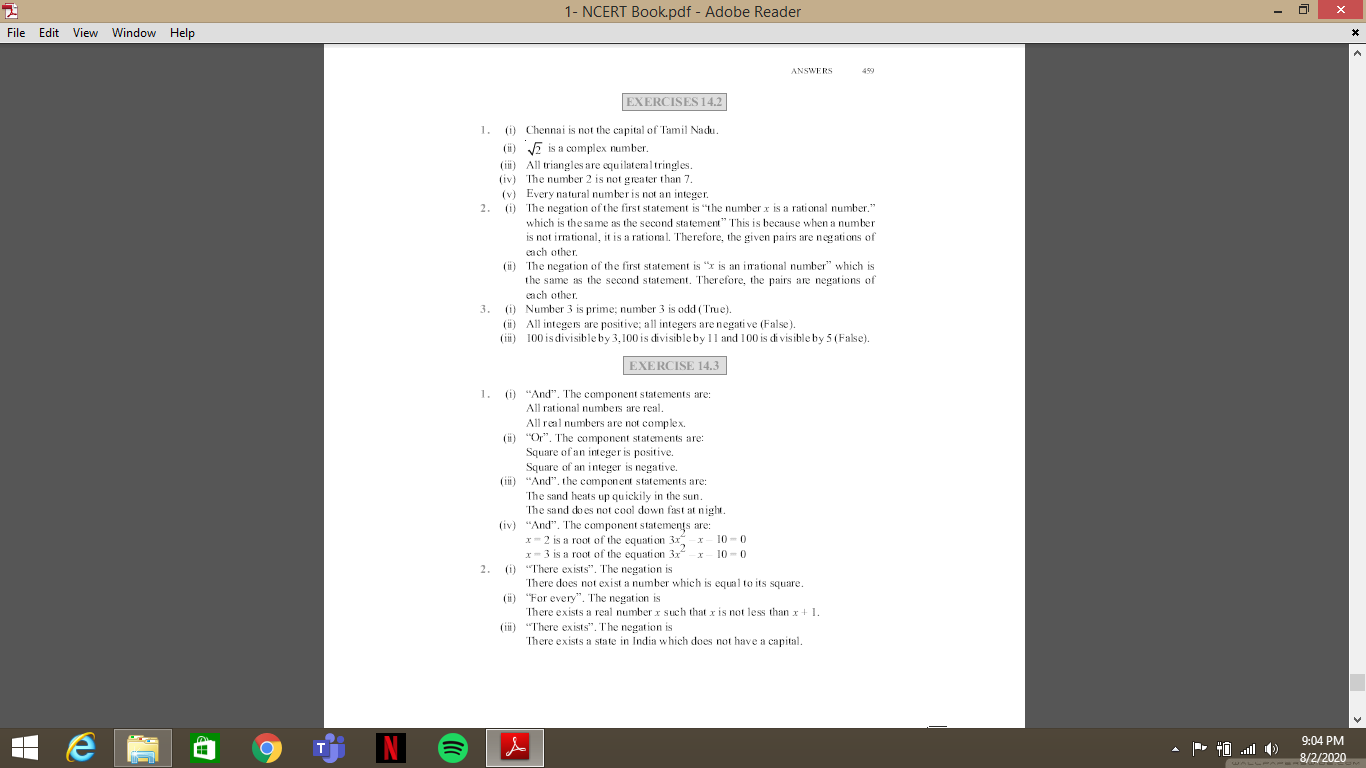 1- NCERT Book.pdf - Adobe Reader
File Edit View Window Help
ANSWERS 459
EXERCISES 14.2
1. (i) Chennai is not the capital of Tamil Nadu.
(ii) √2 is a complex number.
(iii) All triangles are equilateral tringles.
(iv) The number 2 is not greater than 7.
(v) Every natural number is not an integer.
2. (i) The negation of the first statement is “the number x is a rational number.”
which is the same as the second statement” This is because when a number
is not irrational, it is a rational. Therefore, the given pairs are negations of
each other.
(ii) The negation of the first statement is “x is an irrational number” which is
the same as the second statement. Therefore, the pairs are negations of
each other.
3. (i) Number 3 is prime; number 3 is odd (True).
(ii) All integers are positive; all integers are negative (False).
(iii) 100 is divisible by 3,100 is divisible by 11 and 100 is divisible by 5 (False).
EXERCISE 14.3
1. (i) “And”. The component statements are:
All rational numbers are real.
All real numbers are not complex.
(ii) “Or”. The component statements are:
Square of an integer is positive.
Square of an integer is negative.
(iii) “And”. the component statements are:
The sand heats up quickily in the sun.
The sand does not cool down fast at night.
(iv) “And”. The component statements are:
x = 2 is a root of the equation 3x² – x – 10 = 0
x = 3 is a root of the equation 3x² – x – 10 = 0
2. (i) “There exists”. The negation is
There does not exist a number which is equal to its square.
(ii) “For every”. The negation is
There exists a real number x such that x is not less than x + 1.
(iii) “There exists”. The negation is
There exists a state in India which does not have a capital.
9:04 PM
8/2/2020